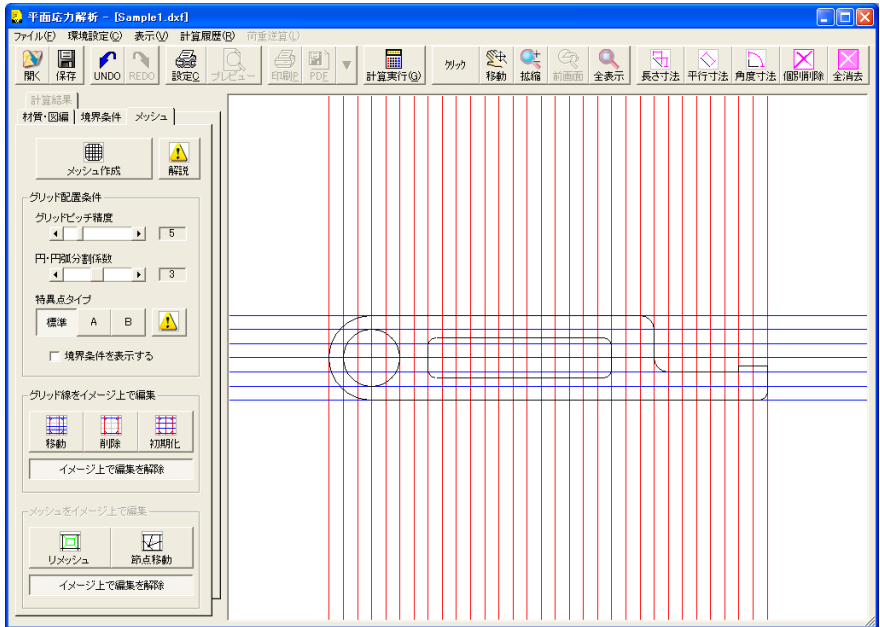 平面応力解析 - [Sample1.dxf]
ファイル(F) 環境設定(C) 表示(V) 計算履歴(R) 荷重逆算(L)
開く 保存 UNDO REDO 設定C プレビュー 印刷P PDF 計算実行(G) クリック 移動 拡縮 前画面 全表示 長さ寸法 平行寸法 角度寸法 個別削除 全消去
計算結果
材質・図編 境界条件 メッシュ
メッシュ作成 解説
グリッド配置条件
グリッドピッチ精度
5
円・円弧分割係数
3
特異点タイプ
標準 A B
境界条件を表示する
グリッド線をイメージ上で編集
移動 削除 初期化
イメージ上で編集を解除
メッシュをイメージ上で編集
リメッシュ 節点移動
イメージ上で編集を解除